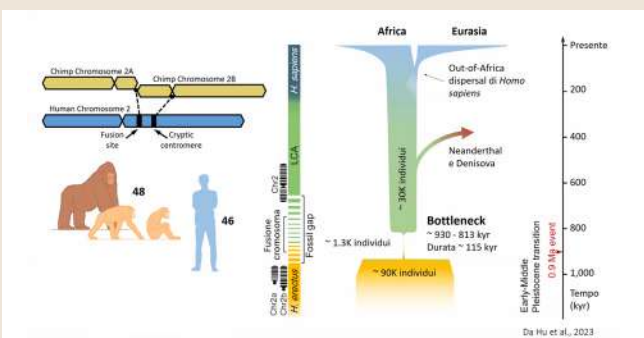 Chimp Chromosome 2A
Chimp Chromosome 2B
Human Chromosome 2
Fusion site
Cryptic centromere
48
46
H. sapiens
LCA
H. erectus
Chr2
Chr2a
Chr2b
Fusione cromosoma
Fossil gap
Africa
Eurasia
Out-of-Africa
dispersal di Homo
sapiens
Neanderthal
e Denisova
~ 30K individui
Bottleneck
~ 930 - 813 kyr
Durata ~ 115 kyr
~ 1.3K individui
~ 90K individui
Early-Middle
Pleistocene transition
0.9 Ma event
Presente
200
400
600
800
1,000
Tempo
(kyr)
Da Hu et al., 2023